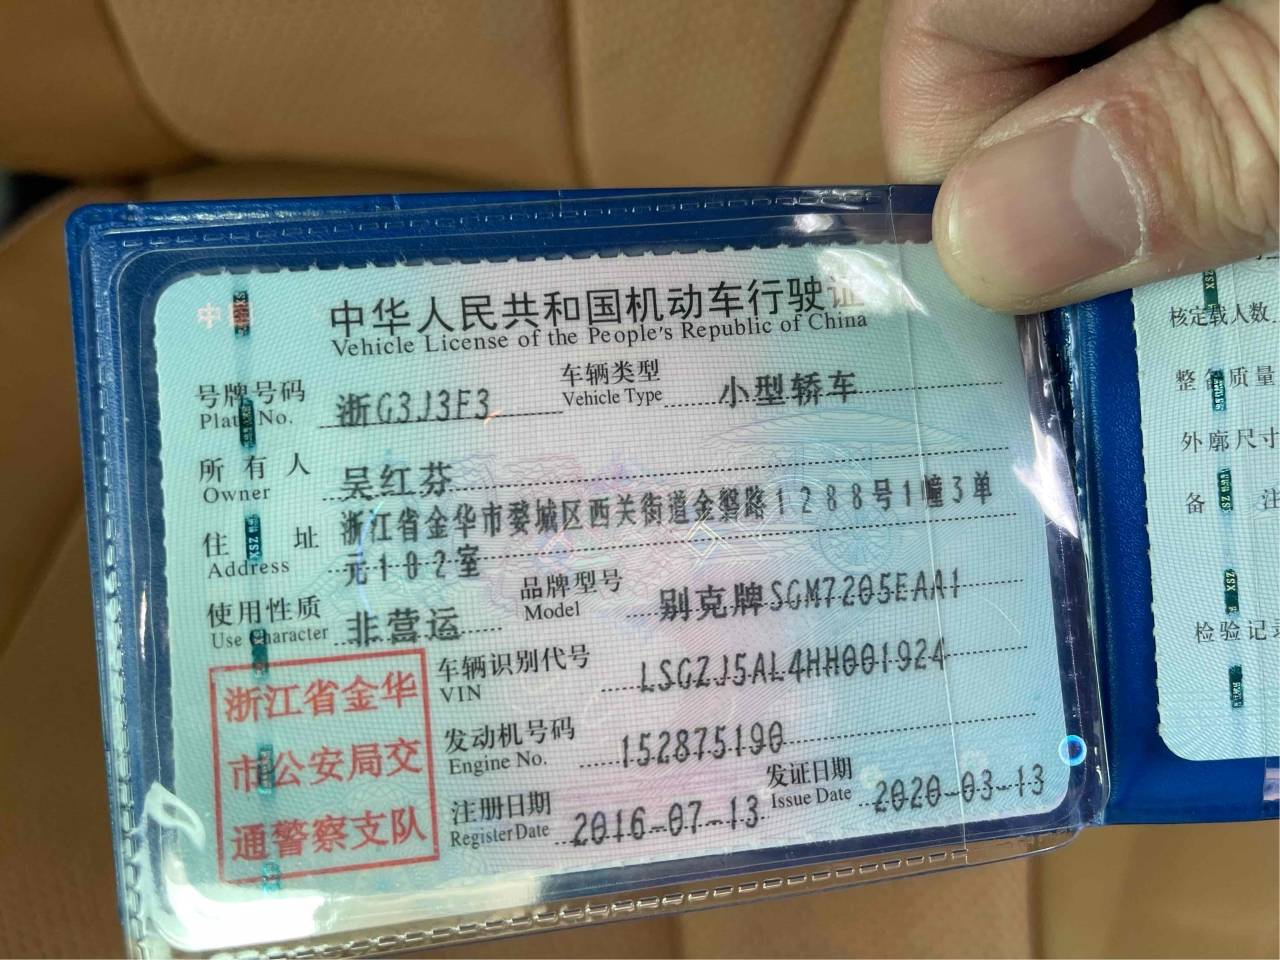 中国
中华人民共和国机动车行驶证
Vehicle License of the People's Republic of China
号牌号码 浙G3J3F3 车辆类型 小型轿车
Plate No. Vehicle Type
所有人 吴红芬
Owner
住址 浙江省金华市婺城区西关街道金磐路1288号1幢3单
Address 元102室
使用性质 非营运 品牌型号 别克牌SGM7205EAA1
Use Character Model
车辆识别代号 LSGZJ5AL4HH001924
VIN
发动机号码 152875190
Engine No.
注册日期 2016-07-13 发证日期 2020-03-13
Register Date Issue Date
浙江省金华
市公安局交
通警察支队
核定载人数
整 质量
外廓尺寸
备 注
检验记录